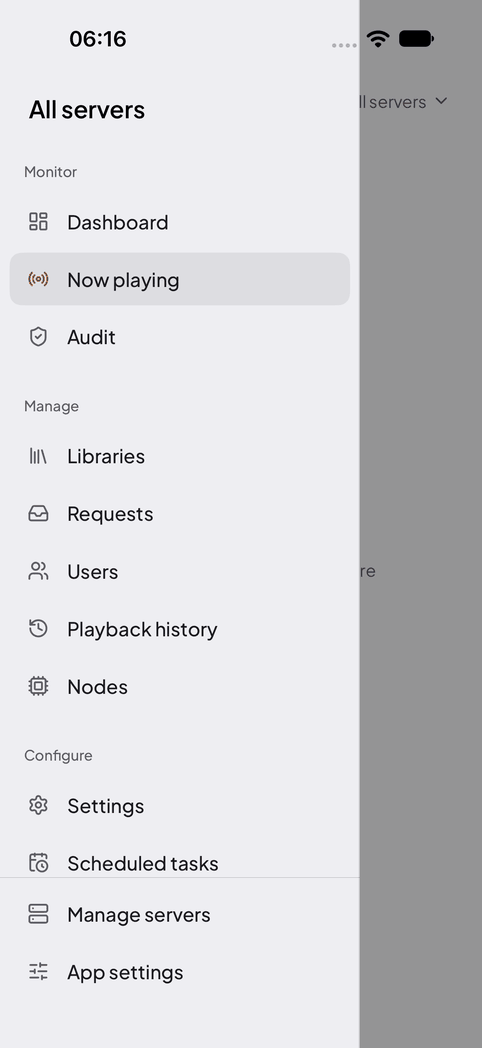 06:16
All servers
ll servers
Monitor
Dashboard
Now playing
Audit
Manage
Libraries
Requests
re
Users
Playback history
Nodes
Configure
Settings
Scheduled tasks
Manage servers
App settings